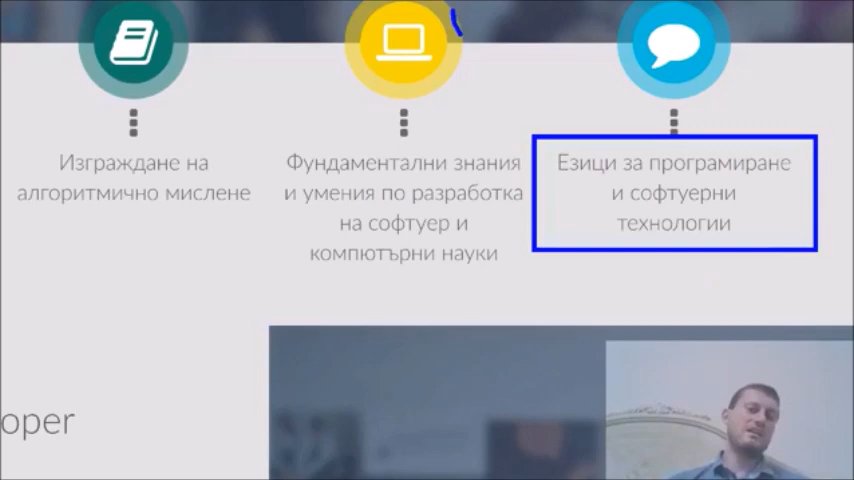 Изграждане на
алгоритмично мислене
Фундаментални знания
и умения по разработка
на софтуер и
компютърни науки
Езици за програмиране
и софтуерни
технологии
oper